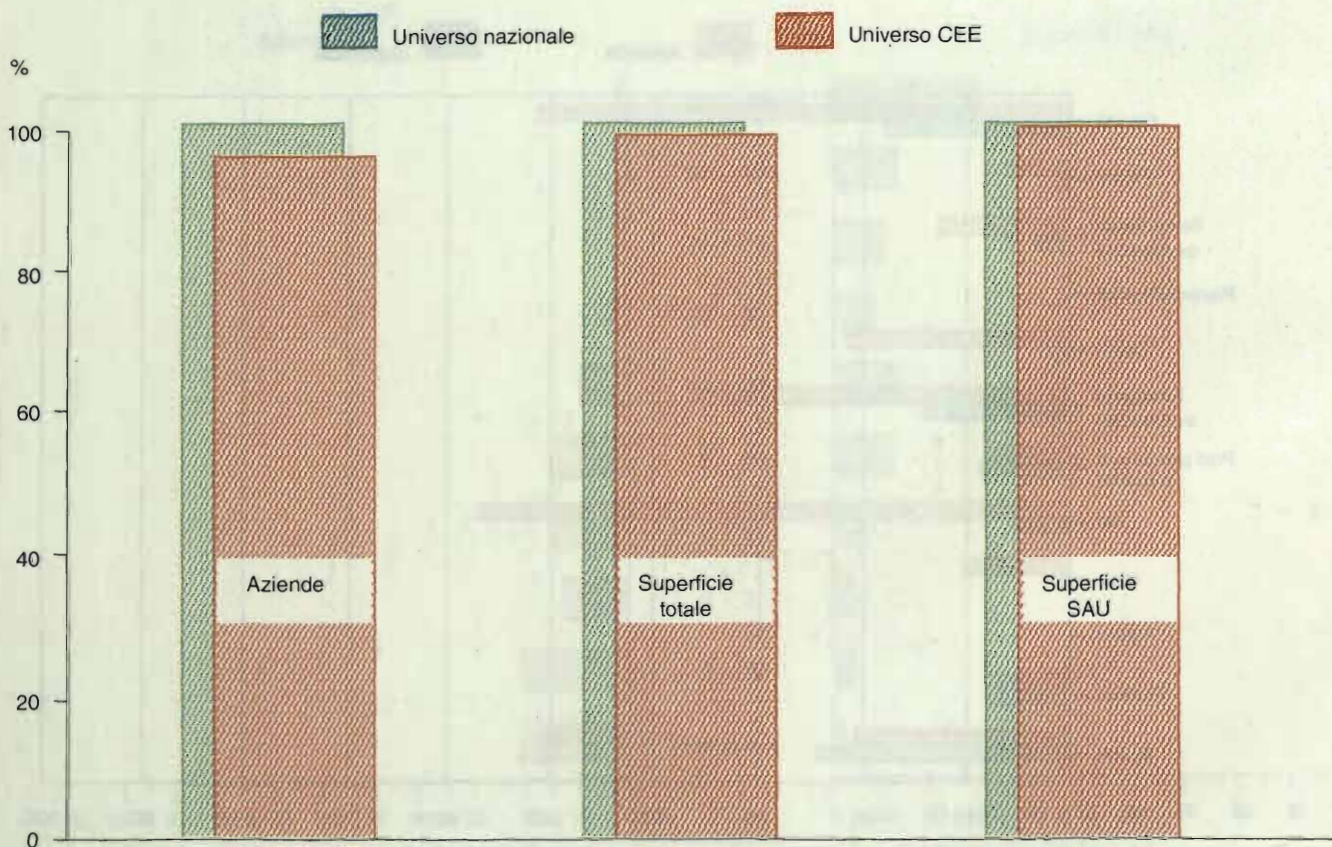 Universo nazionale
Universo CEE
%
100
80
60
40
20
0
Aziende
Superficie
totale
Superficie
SAU